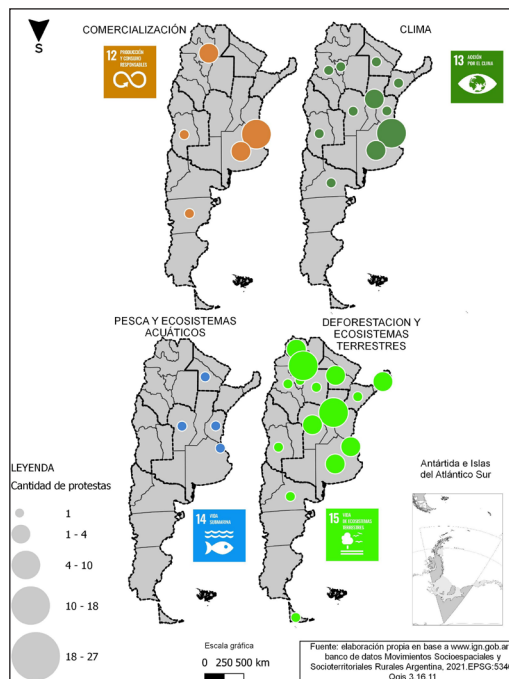 COMERCIALIZACIÓN
CLIMA
S
12 PRODUCCIÓN
Y CONSUMO
RESPONSABLES
13 ACCIÓN
POR EL CLIMA
PESCA Y ECOSISTEMAS
ACUÁTICOS
DEFORESTACION Y
ECOSISTEMAS
TERRESTRES
LEYENDA
Cantidad de protestas
1
1 - 4
4 - 10
10 - 18
18 - 27
14 VIDA
SUBMARINA
15 VIDA
DE ECOSISTEMAS
TERRESTRES
Antártida e Islas
del Atlántico Sur
Escala gráfica
0 250 500 km
Fuente: elaboración propia en base a www.ign.gob.ar
banco de datos Movimientos Socioespaciales y
Socioterritoriales Rurales Argentina, 2021.EPSG:534
Qgis 3.16.11